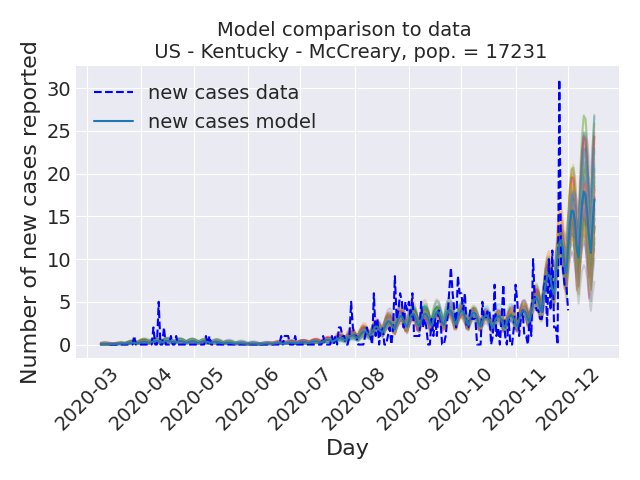 Model comparison to data
US - Kentucky - McCreary, pop. = 17231
Number of new cases reported
30
25
20
15
10
5
0
new cases data
new cases model
2020-03
2020-04
2020-05
2020-06
2020-07
2020-08
2020-09
2020-10
2020-11
2020-12
Day